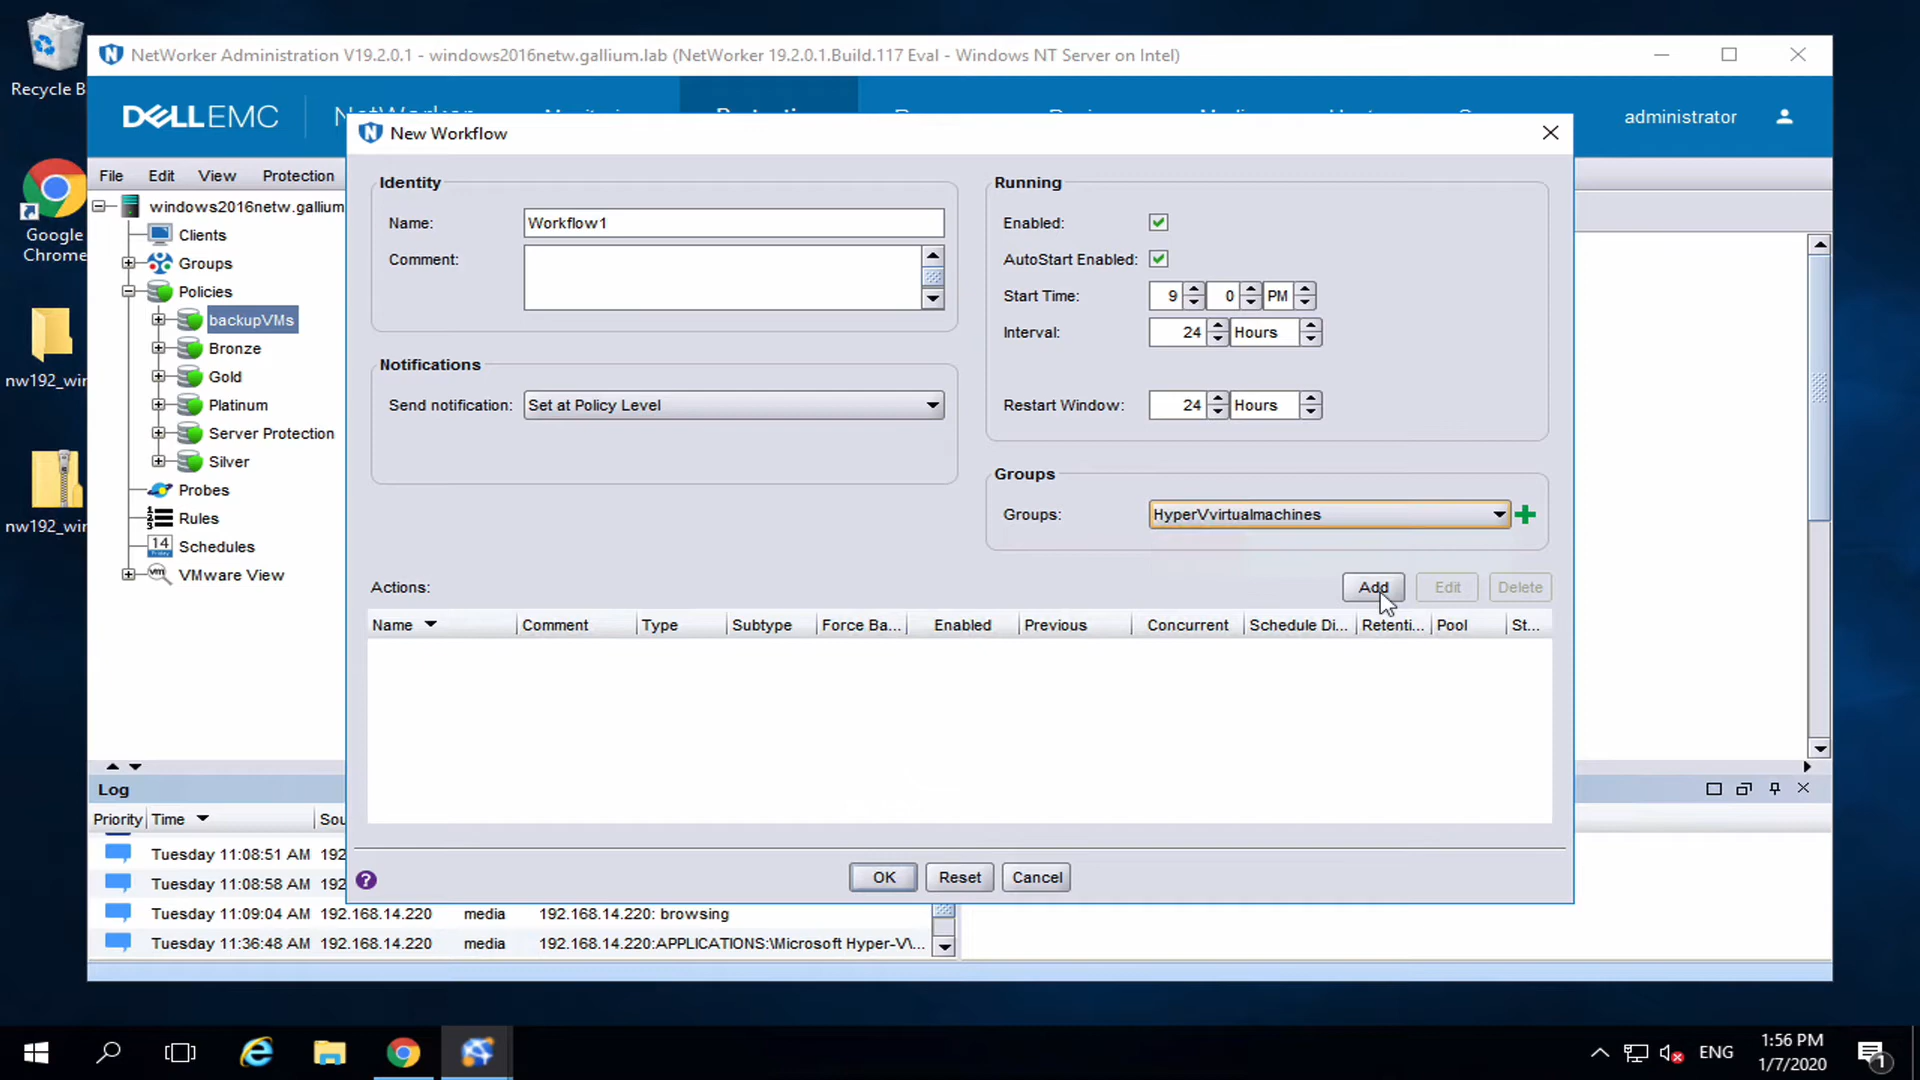 Recycle B
NetWorker Administration V19.2.0.1 - windows2016netw.gallium.lab (NetWorker 19.2.0.1.Build.117 Eval - Windows NT Server on Intel)
DELLEMC
administrator
New Workflow
File Edit View Protection
windows2016netw.gallium
Clients
Groups
Policies
backupVMs
Bronze
Gold
Platinum
Server Protection
Silver
Probes
Rules
14
Schedules
vm
VMware View
Google
Chrome
nw192_wi
nw192_wi
Identity
Name: Workflow1
Comment:
Notifications
Send notification: Set at Policy Level
Running
Enabled:
AutoStart Enabled:
Start Time: 9 0 PM
Interval: 24 Hours
Restart Window: 24 Hours
Groups
Groups: HyperVvirtualmachines
Actions: Add Edit Delete
Name Comment Type Subtype Force Ba... Enabled Previous Concurrent Schedule Di... Retenti... Pool St...
OK Reset Cancel
Log
Priority Time Sou
Tuesday 11:08:51 AM 192
Tuesday 11:08:58 AM 192
Tuesday 11:09:04 AM 192.168.14.220 media 192.168.14.220: browsing
Tuesday 11:36:48 AM 192.168.14.220 media 192.168.14.220:APPLICATIONS:\Microsoft Hyper-V\...
ENG
1:56 PM
1/7/2020
1